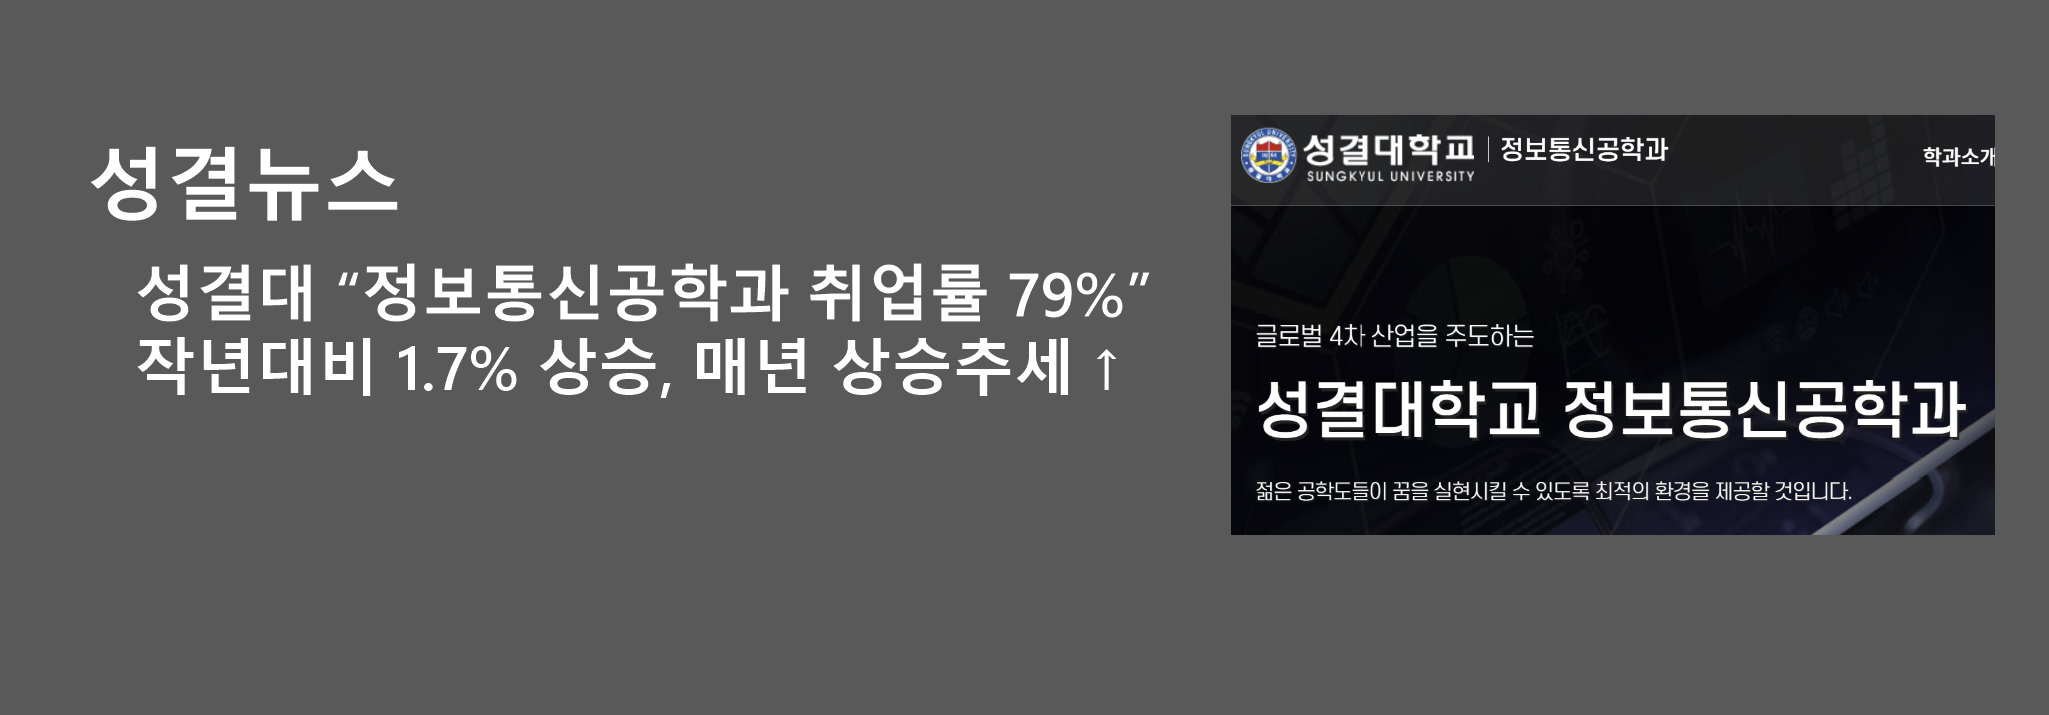 성결뉴스
성결대 “정보통신공학과 취업률 79%”
작년대비 1.7% 상승, 매년 상승추세 ↑
성결대학교 | 정보통신공학과
SUNGKYUL UNIVERSITY
학과소개
글로벌 4차 산업을 주도하는
성결대학교 정보통신공학과
젊은 공학도들이 꿈을 실현시킬 수 있도록 최적의 환경을 제공할 것입니다.